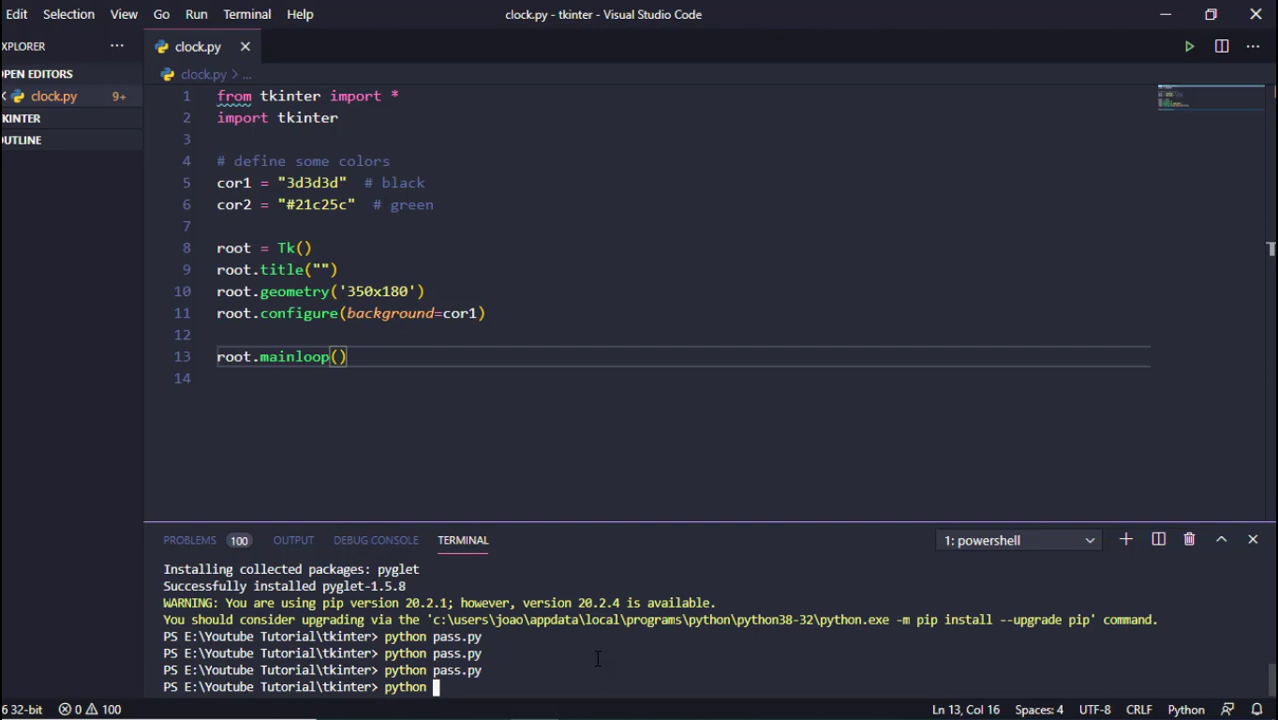 Edit Selection View Go Run Terminal Help clock.py - tkinter - Visual Studio Code
XPLORER
clock.py
OPEN EDITORS
clock.py 9+
KINTER
OUTLINE
clock.py > ...
1 from tkinter import *
2 import tkinter
3
4 # define some colors
5 cor1 = "3d3d3d" # black
6 cor2 = "#21c25c" # green
7
8 root = Tk()
9 root.title("")
10 root.geometry('350x180')
11 root.configure(background=cor1)
12
13 root.mainloop()
14
PROBLEMS 100 OUTPUT DEBUG CONSOLE TERMINAL 1: powershell
Installing collected packages: pyglet
Successfully installed pyglet-1.5.8
WARNING: You are using pip version 20.2.1; however, version 20.2.4 is available.
You should consider upgrading via the 'c:\users\joao\appdata\local\programs\python\python38-32\python.exe -m pip install --upgrade pip' command.
PS E:\Youtube Tutorial\tkinter> python pass.py
PS E:\Youtube Tutorial\tkinter> python pass.py
PS E:\Youtube Tutorial\tkinter> python pass.py
PS E:\Youtube Tutorial\tkinter> python
6 32-bit 0 100 Ln 13, Col 16 Spaces: 4 UTF-8 CRLF Python